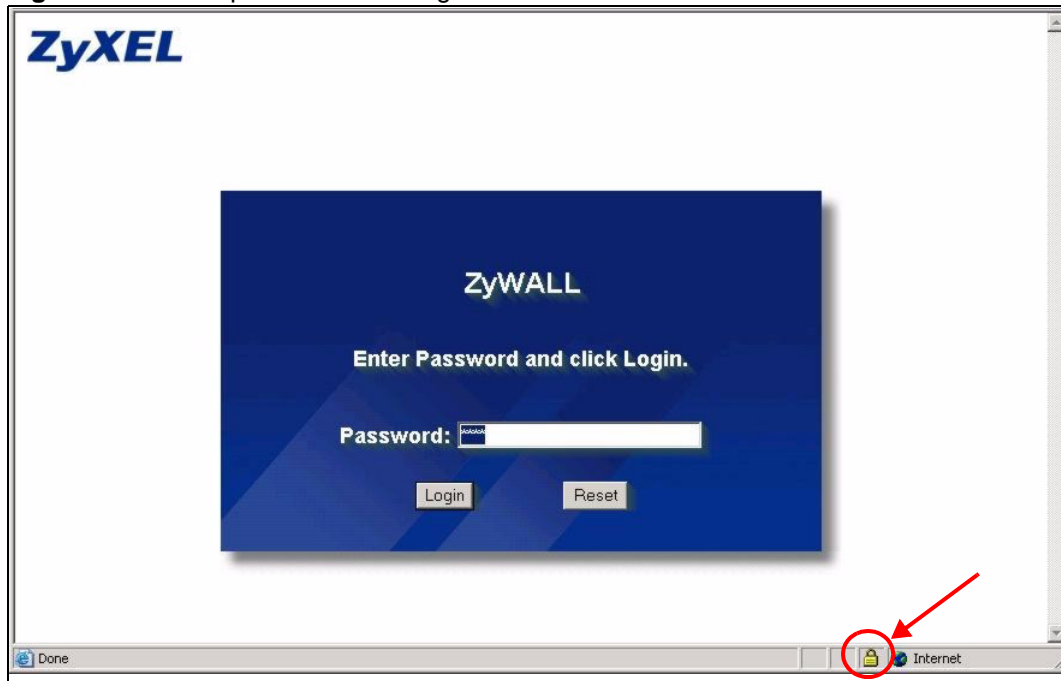 ZyXEL
ZyWALL
Enter Password and click Login.
Password: ****
Login Reset
Done Internet